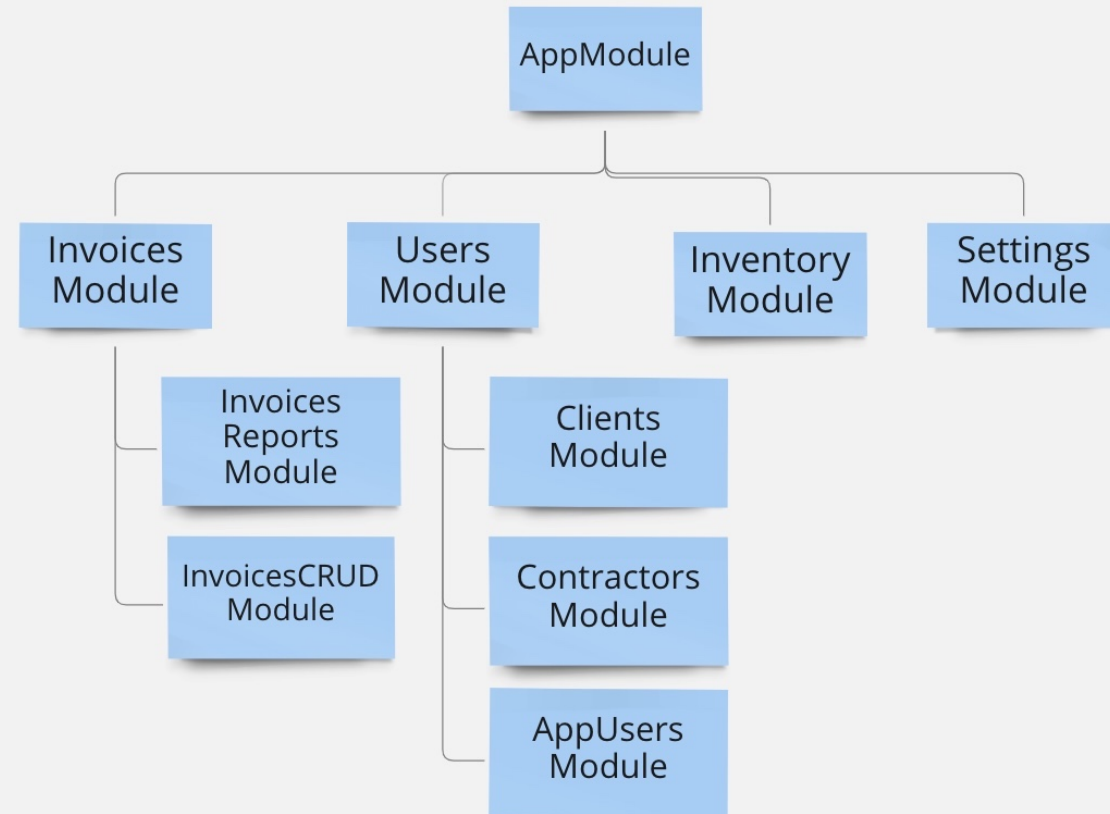 AppModule
Invoices
Module
Users
Module
Inventory
Module
Settings
Module
Invoices
Reports
Module
InvoicesCRUD
Module
Clients
Module
Contractors
Module
AppUsers
Module